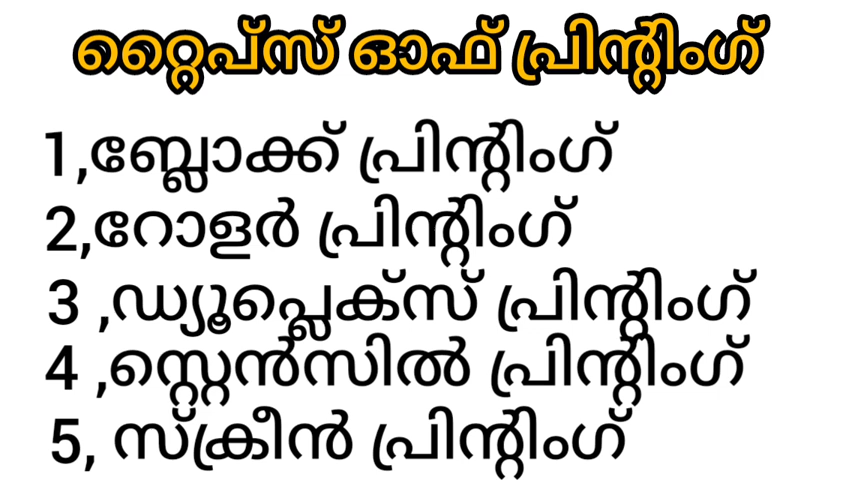 റ്റൈപ്സ് ഓഫ് പ്രിന്റിംഗ്
1,ബ്ലോക്ക് പ്രിന്റിംഗ്
2,റോളർ പ്രിന്റിംഗ്
3 ,ഡ്യൂപ്ലെക്സ് പ്രിന്റിംഗ്
4 ,സ്റ്റെൻസിൽ പ്രിന്റിംഗ്
5, സ്ക്രീൻ പ്രിന്റിംഗ്